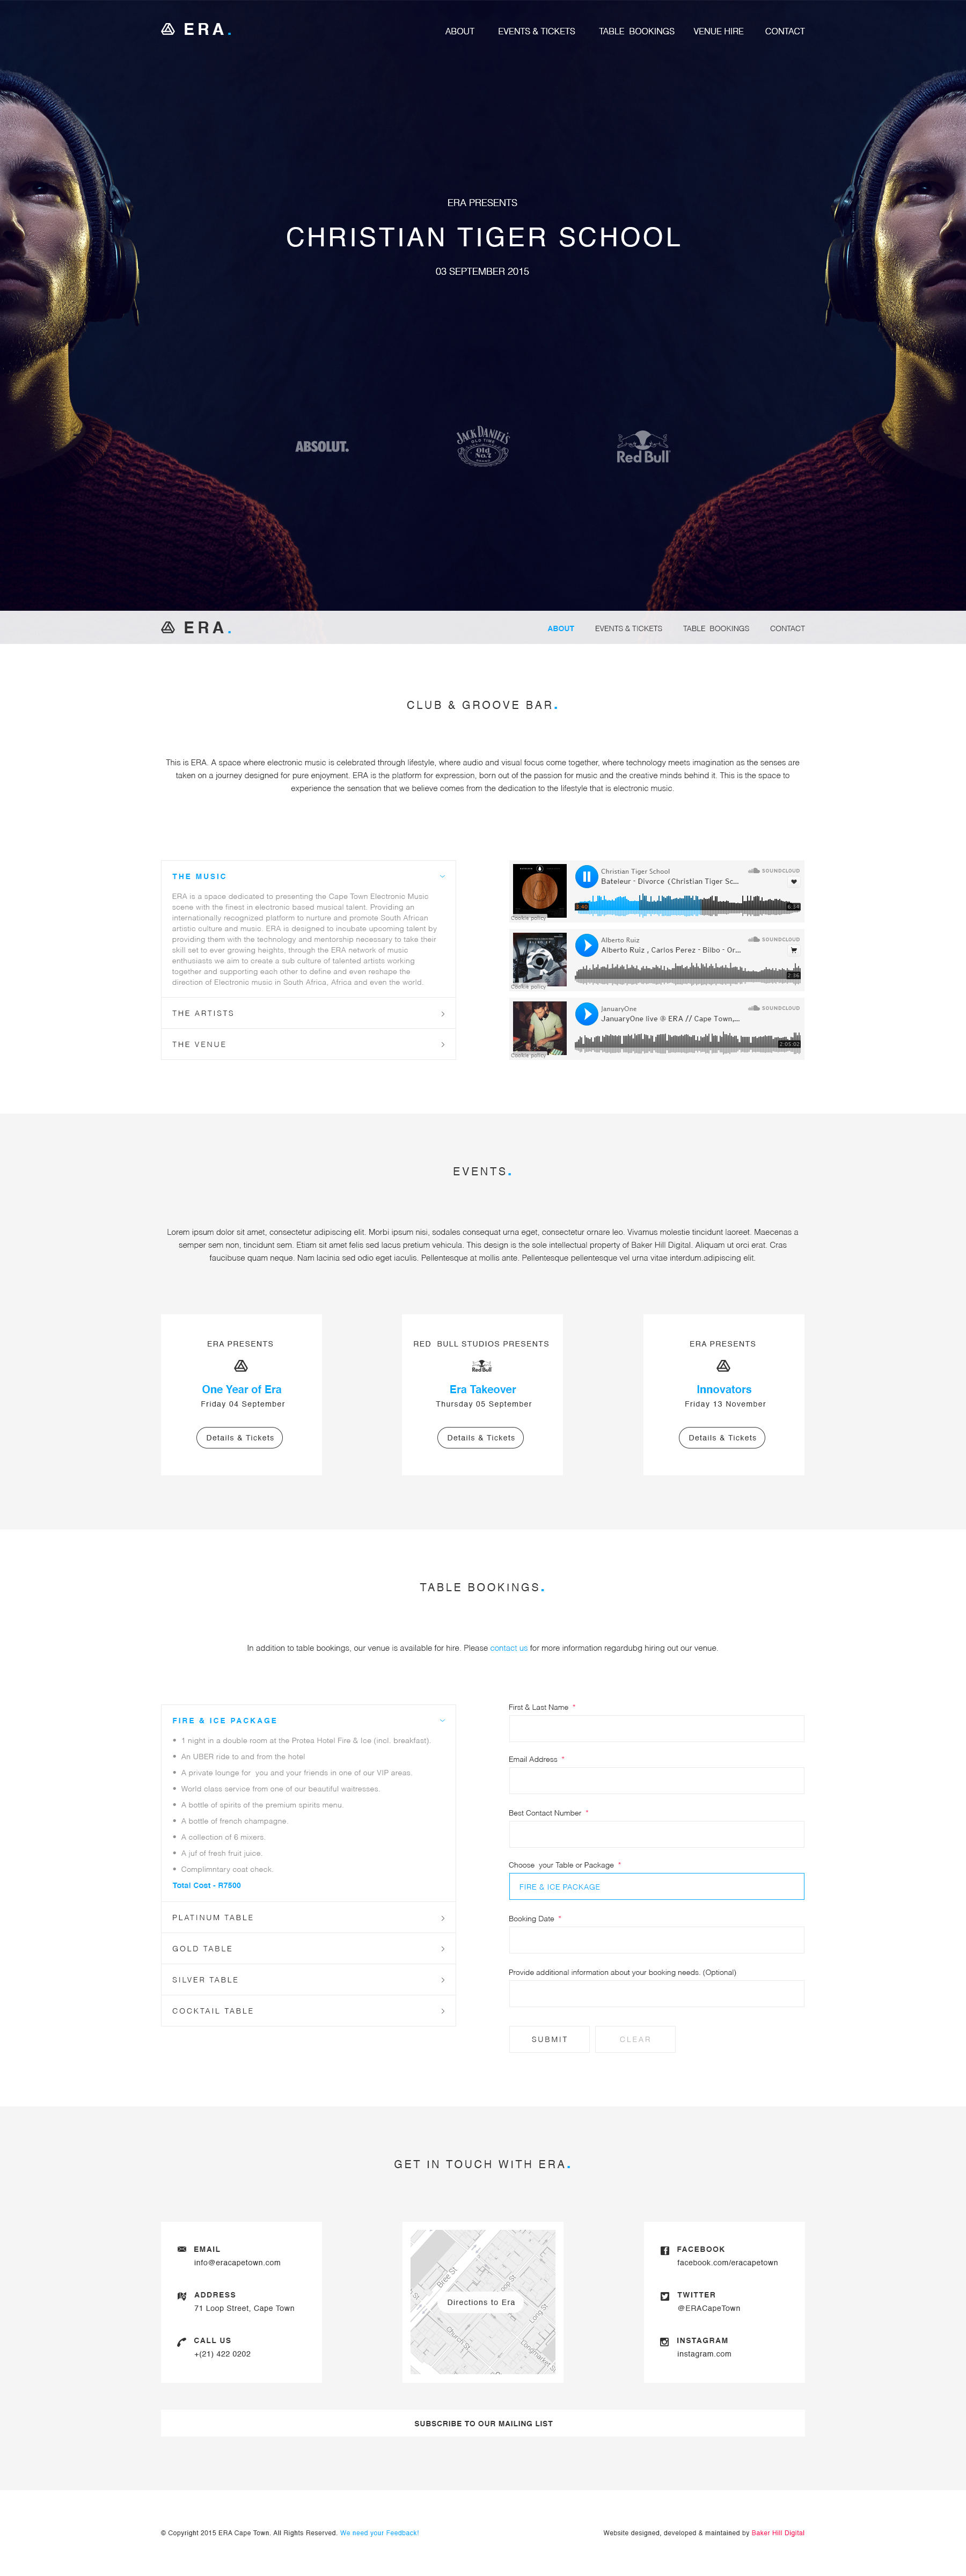 ERA.
ABOUT
EVENTS & TICKETS
TABLE BOOKINGS
VENUE HIRE
CONTACT
ERA PRESENTS
CHRISTIAN TIGER SCHOOL
03 SEPTEMBER 2015
ABSOLUT.
JACK DANIEL'S
OLD TIME
Old
No.7
Red Bull
ERA.
ABOUT
EVENTS & TICKETS
TABLE BOOKINGS
CONTACT
CLUB & GROOVE BAR.
This is ERA. A space where electronic music is celebrated through lifestyle, where audio and visual focus come together, where technology meets imagination as the senses are
taken on a journey designed for pure enjoyment. ERA is the platform for expression, born out of the passion for music and the creative minds behind it. This is the space to
experience the sensation that we believe comes from the dedication to the lifestyle that is electronic music.
THE MUSIC
ERA is a space dedicated to presenting the Cape Town Electronic Music
scene with the finest in electronic based musical talent. Providing an
internationally recognized platform to nurture and promote South African
artistic culture and music. ERA is designed to incubate upcoming talent by
providing them with the technology and mentorship necessary to take their
skill set to ever growing heights, through the ERA network of music
enthusiasts we aim to create a sub culture of talented artists working
together and supporting each other to define and even reshape the
direction of Electronic music in South Africa, Africa and even the world.
THE ARTISTS
THE VENUE
Christian Tiger School
SOUNDCLOUD
Bateleur - Divorce (Christian Tiger Sc...
Cookie policy
Alberto Ruiz
SOUNDCLOUD
Alberto Ruiz , Carlos Perez - Bilbo - Or...
Cookie policy
JanuaryOne
SOUNDCLOUD
JanuaryOne live @ ERA // Cape Town,...
2:05:02
Cookie policy
EVENTS.
Lorem ipsum dolor sit amet, consectetur adipiscing elit. Morbi ipsum nisi, sodales consequat urna eget, consectetur ornare leo. Vivamus molestie tincidunt laoreet. Maecenas a
semper sem non, tincidunt sem. Etiam sit amet felis sed lacus pretium vehicula. This design is the sole intellectual property of Baker Hill Digital. Aliquam ut orci erat. Cras
faucibuse quam neque. Nam lacinia sed odio eget iaculis. Pellentesque at mollis ante. Pellentesque pellentesque vel urna vitae interdum.adipiscing elit.
ERA PRESENTS
One Year of Era
Friday 04 September
Details & Tickets
RED BULL STUDIOS PRESENTS
Red Bull
Era Takeover
Thursday 05 September
Details & Tickets
ERA PRESENTS
Innovators
Friday 13 November
Details & Tickets
TABLE BOOKINGS.
In addition to table bookings, our venue is available for hire. Please contact us for more information regardubg hiring out our venue.
FIRE & ICE PACKAGE
• 1 night in a double room at the Protea Hotel Fire & Ice (incl. breakfast).
• An UBER ride to and from the hotel
• A private lounge for you and your friends in one of our VIP areas.
• World class service from one of our beautiful waitresses.
• A bottle of spirits of the premium spirits menu.
• A bottle of french champagne.
• A collection of 6 mixers.
• A juf of fresh fruit juice.
• Complimntary coat check.
Total Cost - R7500
PLATINUM TABLE
GOLD TABLE
SILVER TABLE
COCKTAIL TABLE
First & Last Name *
Email Address *
Best Contact Number *
Choose your Table or Package *
FIRE & ICE PACKAGE
Booking Date *
Provide additional information about your booking needs. (Optional)
SUBMIT
CLEAR
GET IN TOUCH WITH ERA.
EMAIL
info@eracapetown.com
ADDRESS
71 Loop Street, Cape Town
CALL US
+(21) 422 0202
Bree St
Loop St
Directions to Era
Long St
Church St
Longmarket St
FACEBOOK
facebook.com/eracapetown
TWITTER
@ERACapeTown
INSTAGRAM
instagram.com
SUBSCRIBE TO OUR MAILING LIST
© Copyright 2015 ERA Cape Town. All Rights Reserved. We need your Feedback!
Website designed, developed & maintained by Baker Hill Digital